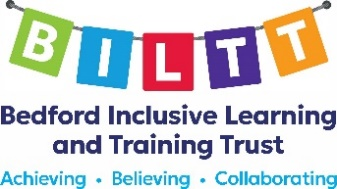 BILTT
Bedford Inclusive Learning
and Training Trust
Achieving • Believing • Collaborating